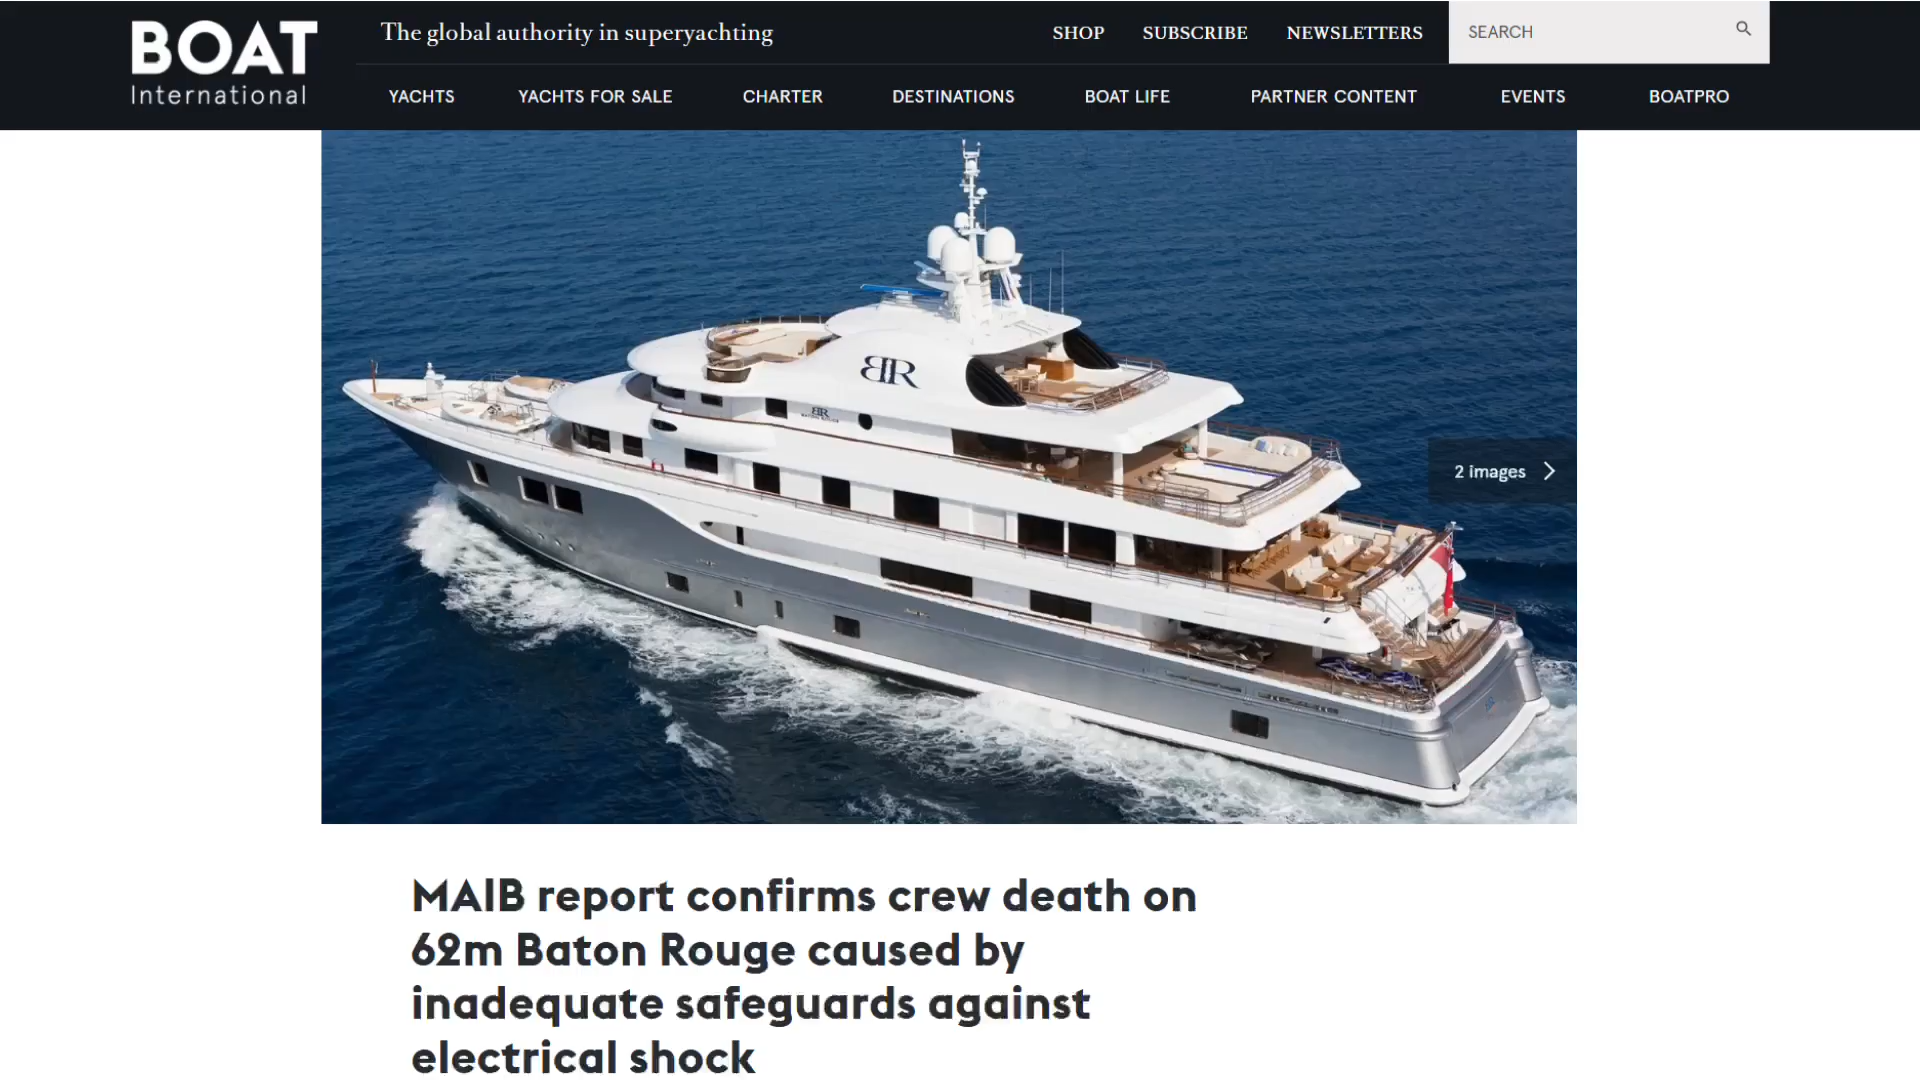 BOAT
International
The global authority in superyachting
SHOP SUBSCRIBE NEWSLETTERS
SEARCH
YACHTS YACHTS FOR SALE CHARTER DESTINATIONS BOAT LIFE PARTNER CONTENT EVENTS BOATPRO
BR
BR
2 images
MAIB report confirms crew death on
62m Baton Rouge caused by
inadequate safeguards against
electrical shock